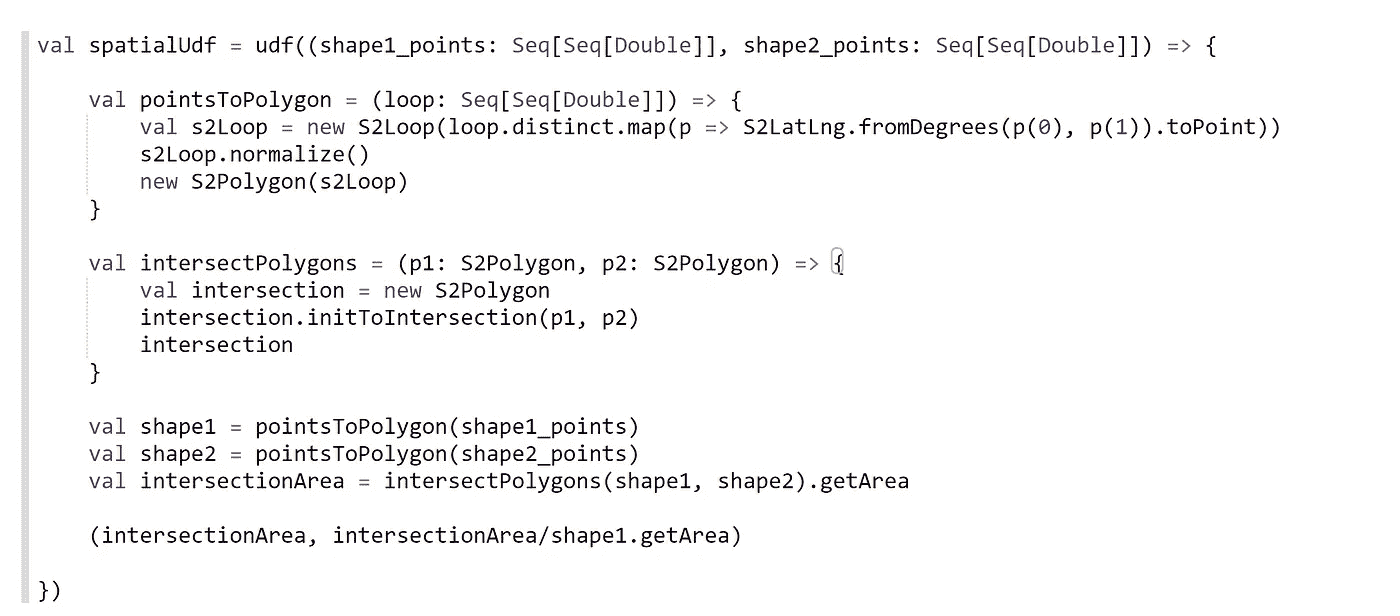 val spatialUdf = udf((shape1_points: Seq[Seq[Double]], shape2_points: Seq[Seq[Double]]) => {
val pointsToPolygon = (loop: Seq[Seq[Double]]) => {
val s2Loop = new S2Loop(loop.distinct.map(p => S2LatLng.fromDegrees(p(0), p(1)).toPoint))
s2Loop.normalize()
new S2Polygon(s2Loop)
}
val intersectPolygons = (p1: S2Polygon, p2: S2Polygon) => {
val intersection = new S2Polygon
intersection.initToIntersection(p1, p2)
intersection
}
val shape1 = pointsToPolygon(shape1_points)
val shape2 = pointsToPolygon(shape2_points)
val intersectionArea = intersectPolygons(shape1, shape2).getArea
(intersectionArea, intersectionArea/shape1.getArea)
})